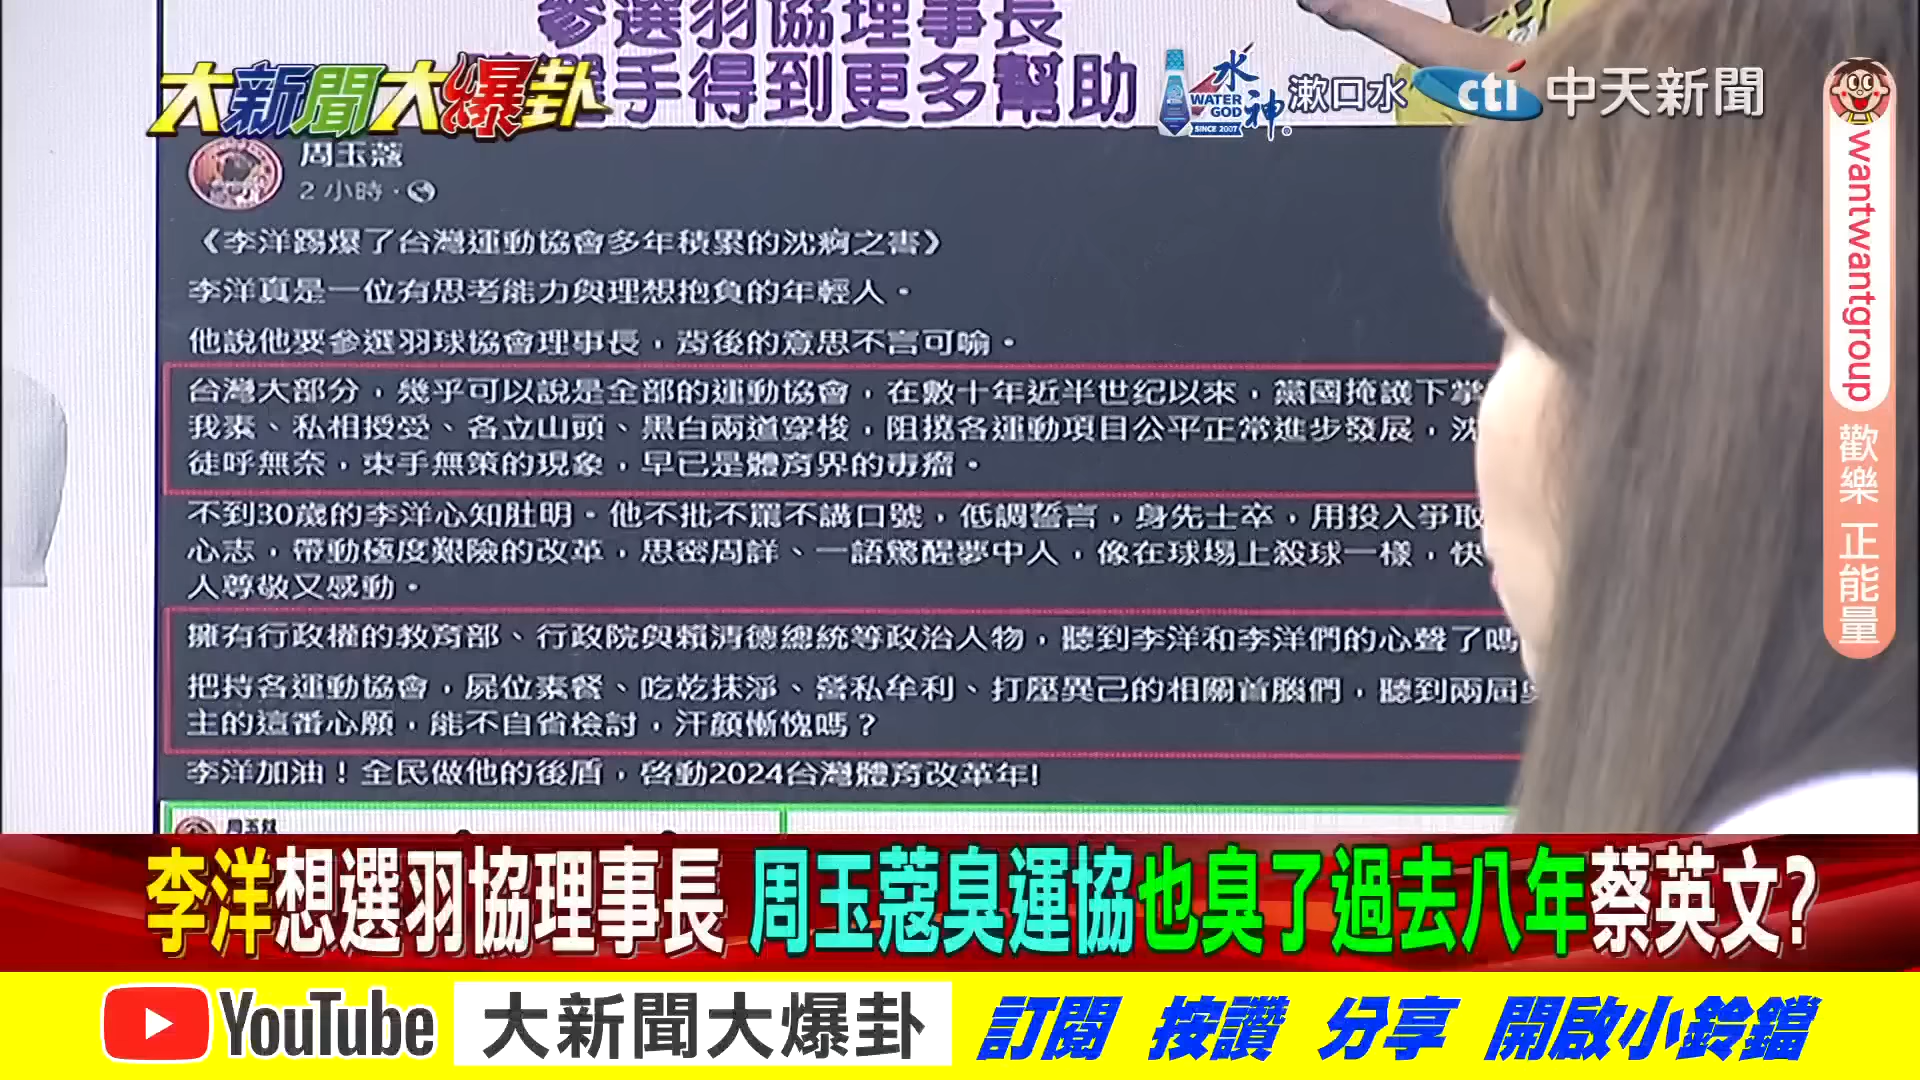 參選羽協理事長
手得到更多幫助
大新聞大爆卦
水神
WATER GOD
SINCE 2007
漱口水
cti 中天新聞
wantwantgroup
歡樂 正能量
周玉蔻
2 小時
《李洋踢爆了台灣運動協會多年積累的沈痾之害》
李洋真是一位有思考能力與理想抱負的年輕人。
他說他要參選羽球協會理事長，背後的意思不言可喻。
台灣大部分，幾乎可以說是全部的運動協會，在數十年近半世紀以來，黨國掩護下掌
我素、私相授受、各立山頭、黑白兩道穿梭，阻撓各運動項目公平正常進步發展，沈
徒呼無奈，束手無策的現象，早已是體育界的毒瘤。
不到30歲的李洋心知肚明。他不批不罵不講口號，低調誓言，身先士卒，用投入爭取
心志，帶動極度艱險的改革，思密周詳、一語驚醒夢中人，像在球場上殺球一樣，快
人尊敬又感動。
擁有行政權的教育部、行政院與賴清德總統等政治人物，聽到李洋和李洋們的心聲了嗎
把持各運動協會，屍位素餐、吃乾抹淨、營私牟利、打壓異己的相關首腦們，聽到兩屆
主的這番心願，能不自省檢討，汗顏慚愧嗎？
李洋加油！全民做他的後盾，啓動2024台灣體育改革年!
周玉蔻
李洋想選羽協理事長 周玉蔻臭運協也臭了過去八年蔡英文?
YouTube 大新聞大爆卦 訂閱 按讚 分享 開啟小鈴鐺